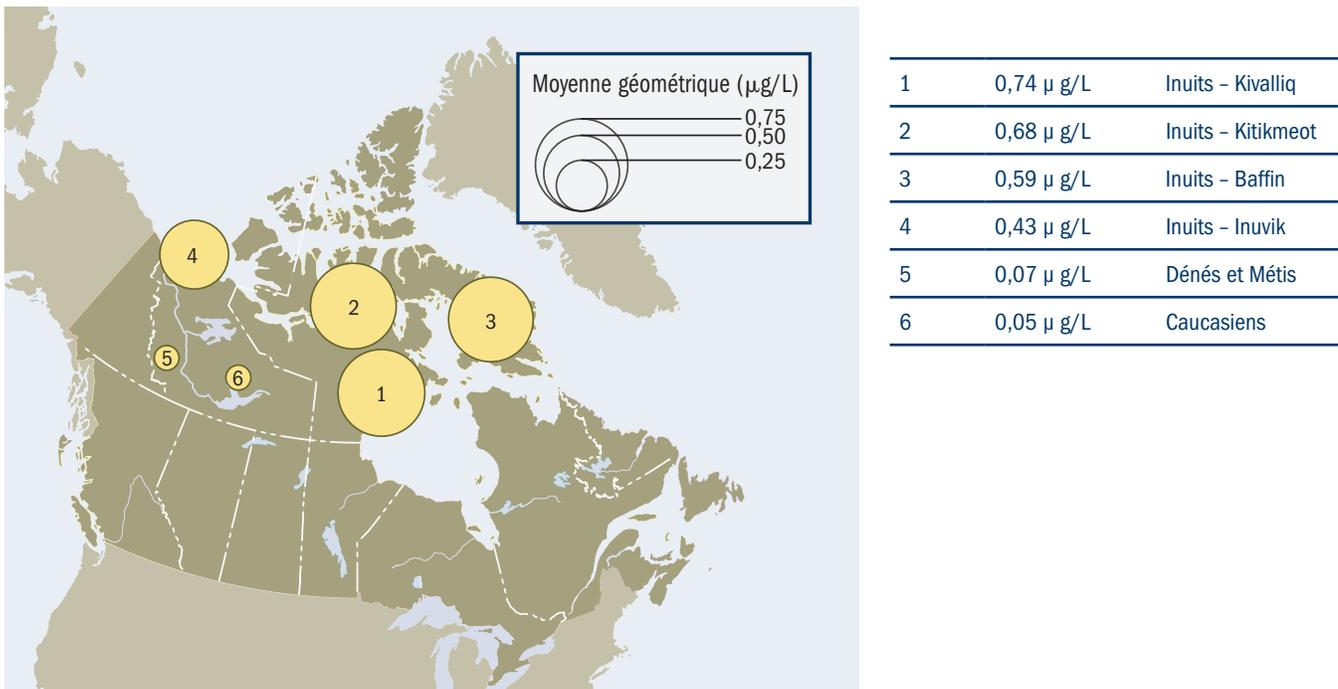 Moyenne géométrique (µg/L)
0,75
0,50
0,25
4
2
3
5
6
1
1 0,74 µ g/L Inuits – Kivalliq
2 0,68 µ g/L Inuits – Kitikmeot
3 0,59 µ g/L Inuits – Baffin
4 0,43 µ g/L Inuits – Inuvik
5 0,07 µ g/L Dénés et Métis
6 0,05 µ g/L Caucasiens